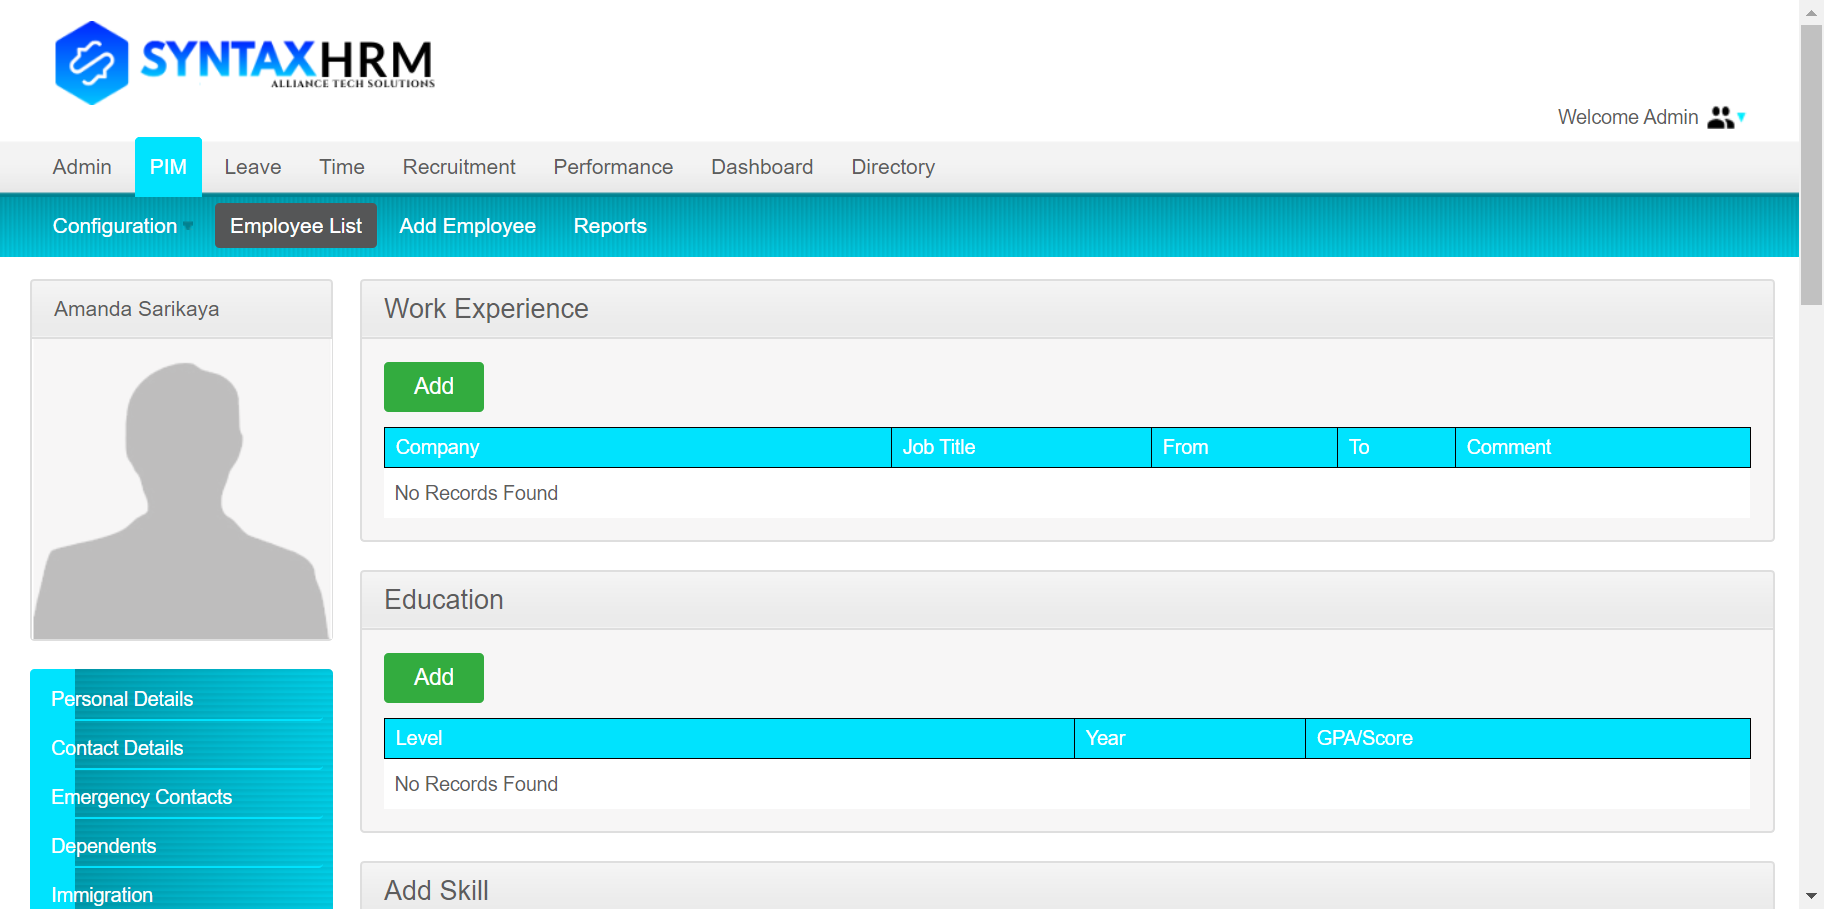 SYNTAXHRM
ALLIANCE TECH SOLUTIONS
Welcome Admin
Admin PIM Leave Time Recruitment Performance Dashboard Directory
Configuration Employee List Add Employee Reports
Amanda Sarikaya
Work Experience
Add
Company Job Title From To Comment
No Records Found
Education
Add
Level Year GPA/Score
No Records Found
Personal Details
Contact Details
Emergency Contacts
Dependents
Immigration
Add Skill